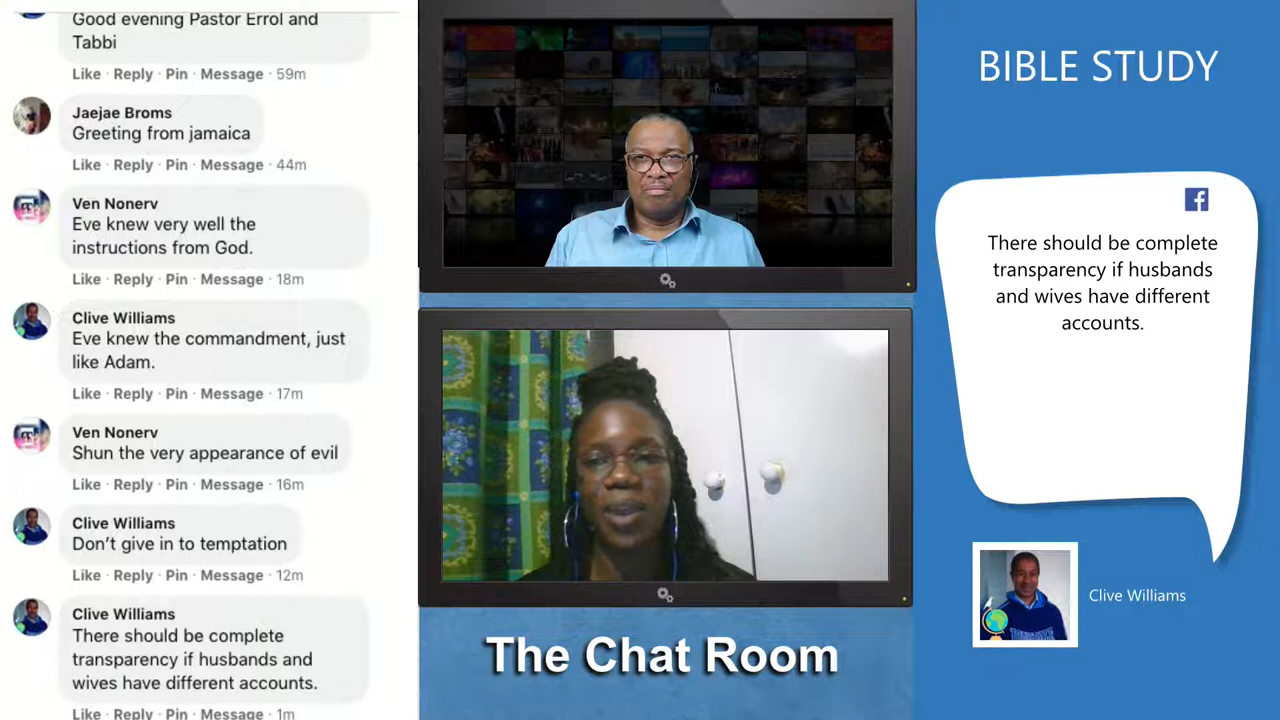 Good evening Pastor Errol and
Tabbi
Like · Reply · Pin · Message · 59m
Jaejae Broms
Greeting from jamaica
Like · Reply · Pin · Message · 44m
Ven Nonerv
Eve knew very well the
instructions from God.
Like · Reply · Pin · Message · 18m
Clive Williams
Eve knew the commandment, just
like Adam.
Like · Reply · Pin · Message · 17m
Ven Nonerv
Shun the very appearance of evil
Like · Reply · Pin · Message · 16m
Clive Williams
Don’t give in to temptation
Like · Reply · Pin · Message · 12m
Clive Williams
There should be complete
transparency if husbands and
wives have different accounts.
Like · Reply · Pin · Message · 1m
The Chat Room
BIBLE STUDY
f
There should be complete
transparency if husbands
and wives have different
accounts.
Clive Williams